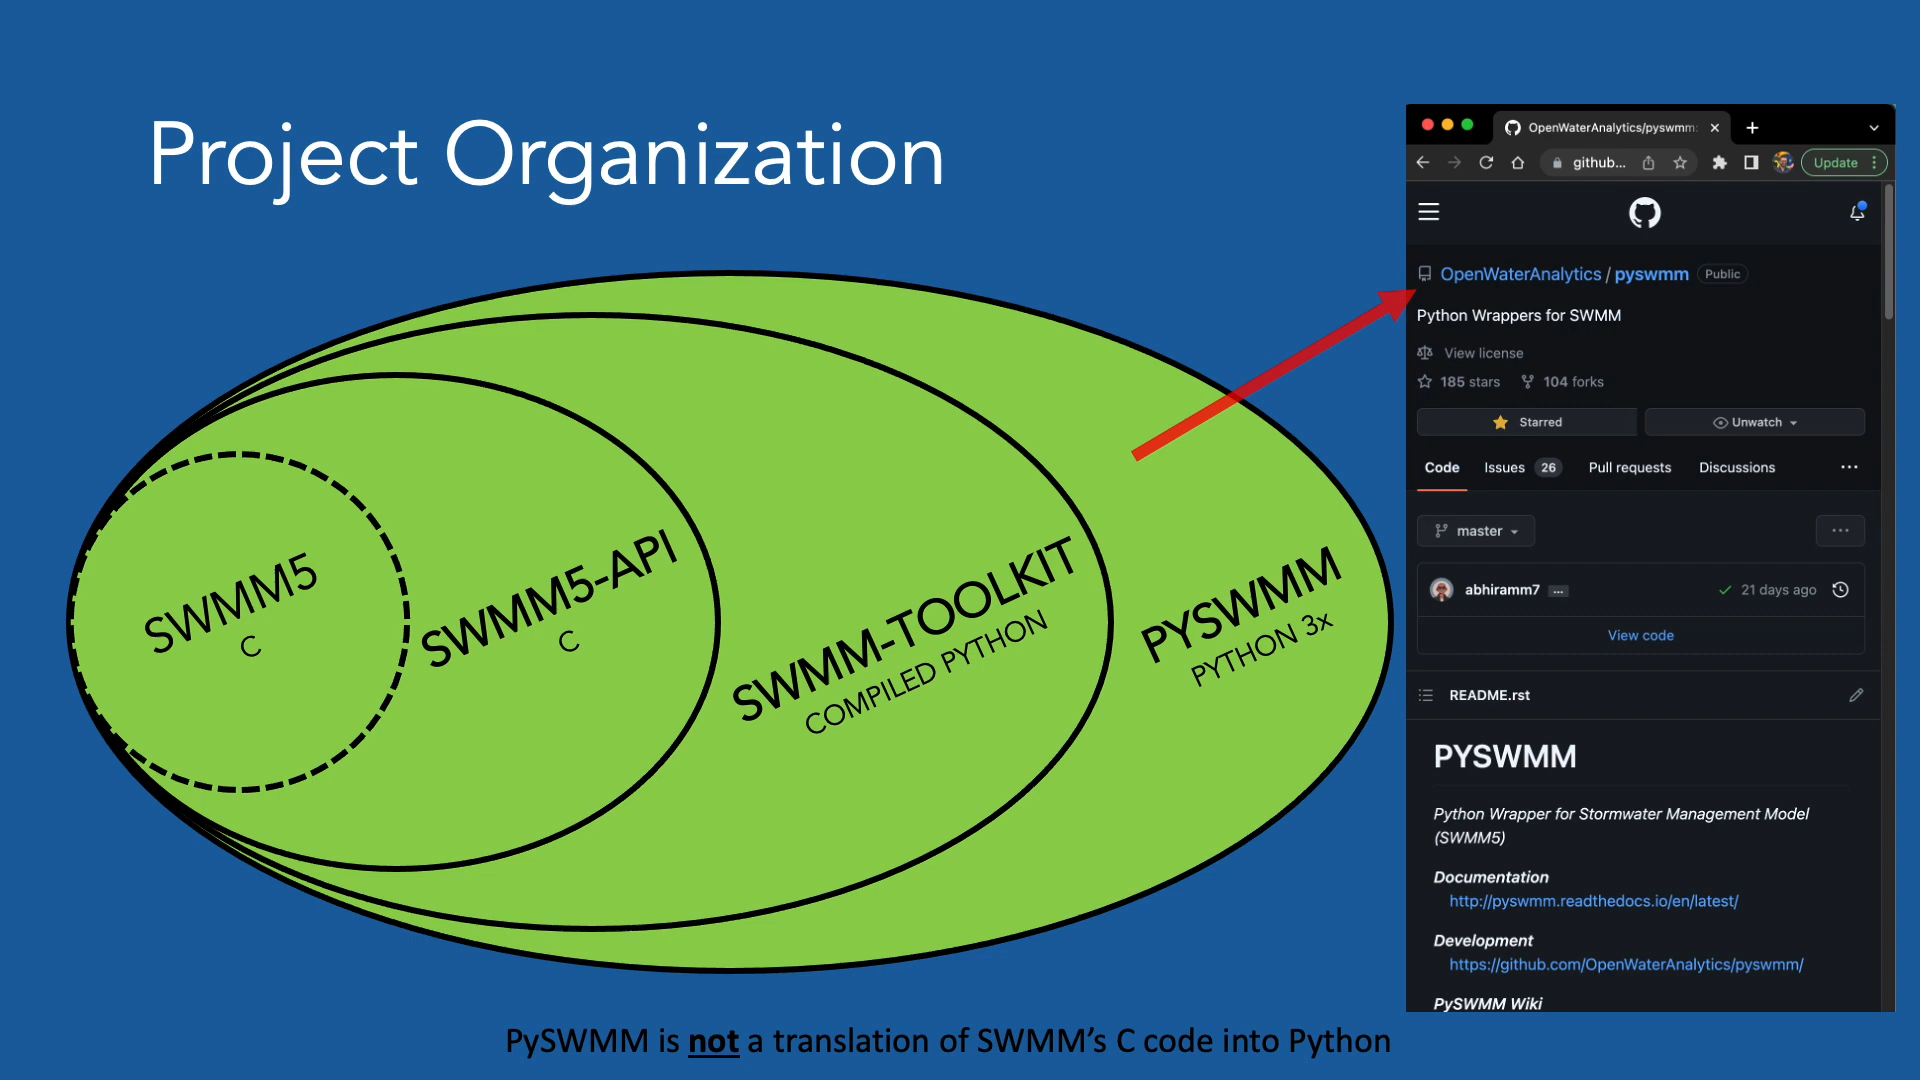 Project Organization
SWMM5
C
SWMM5-API
C
SWMM-TOOLKIT
COMPILED PYTHON
PYSWMM
PYTHON 3x
PySWMM is not a translation of SWMM’s C code into Python
OpenWaterAnalytics/pyswmm:
github...
Update
OpenWaterAnalytics / pyswmm Public
Python Wrappers for SWMM
View license
185 stars 104 forks
Starred Unwatch
Code Issues 26 Pull requests Discussions
master
abhiramm7 ... 21 days ago
View code
README.rst
PYSWMM
Python Wrapper for Stormwater Management Model
(SWMM5)
Documentation
http://pyswmm.readthedocs.io/en/latest/
Development
https://github.com/OpenWaterAnalytics/pyswmm/
PySWMM Wiki